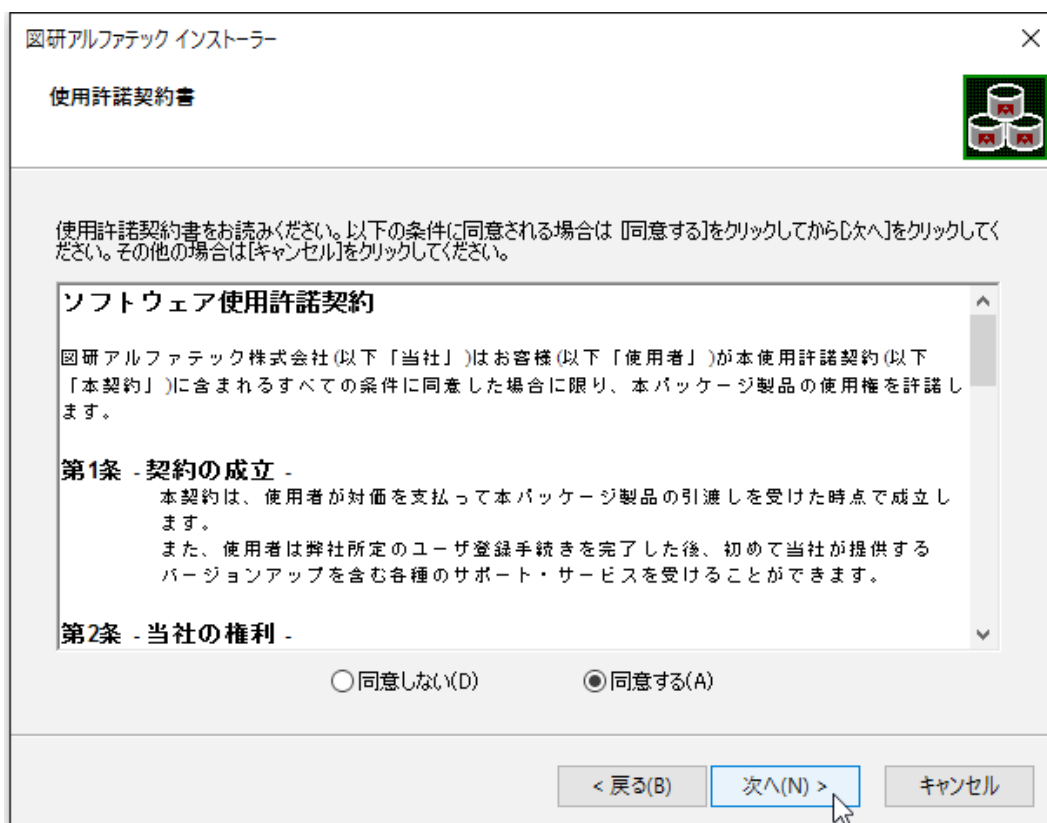 図研アルファテック インストーラー
使用許諾契約書
使用許諾契約書をお読みください。以下の条件に同意される場合は [同意する]をクリックしてから[次へ]をクリックしてく
ださい。その他の場合は[キャンセル]をクリックしてください。
ソフトウェア使用許諾契約
図研アルファテック株式会社(以下「当社」)はお客様(以下「使用者」)が本使用許諾契約(以下
「本契約」)に含まれるすべての条件に同意した場合に限り、本パッケージ製品の使用権を許諾し
ます。
第1条 - 契約の成立 -
本契約は、使用者が対価を支払って本パッケージ製品の引渡しを受けた時点で成立し
ます。
また、使用者は弊社所定のユーザ登録手続きを完了した後、初めて当社が提供する
バージョンアップを含む各種のサポート・サービスを受けることができます。
第2条 - 当社の権利 -
同意しない(D) 同意する(A)
< 戻る(B) 次へ(N) > キャンセル